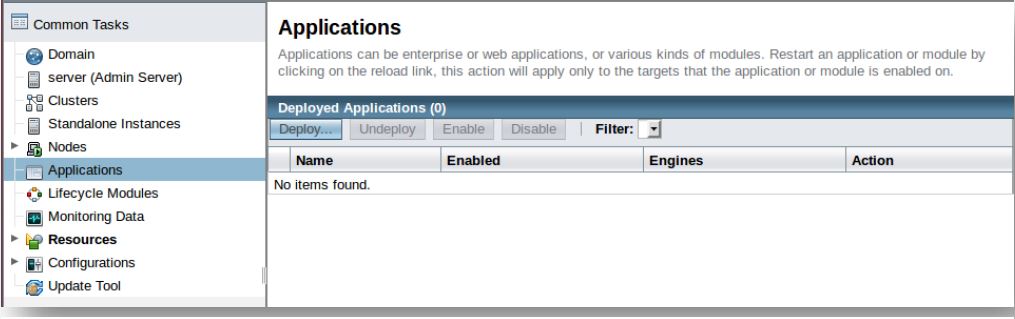 Common Tasks
Domain
server (Admin Server)
Clusters
Standalone Instances
Nodes
Applications
Lifecycle Modules
Monitoring Data
Resources
Configurations
Update Tool
Applications
Applications can be enterprise or web applications, or various kinds of modules. Restart an application or module by
clicking on the reload link, this action will apply only to the targets that the application or module is enabled on.
Deployed Applications (0)
Deploy... Undeploy Enable Disable | Filter:
Name Enabled Engines Action
No items found.